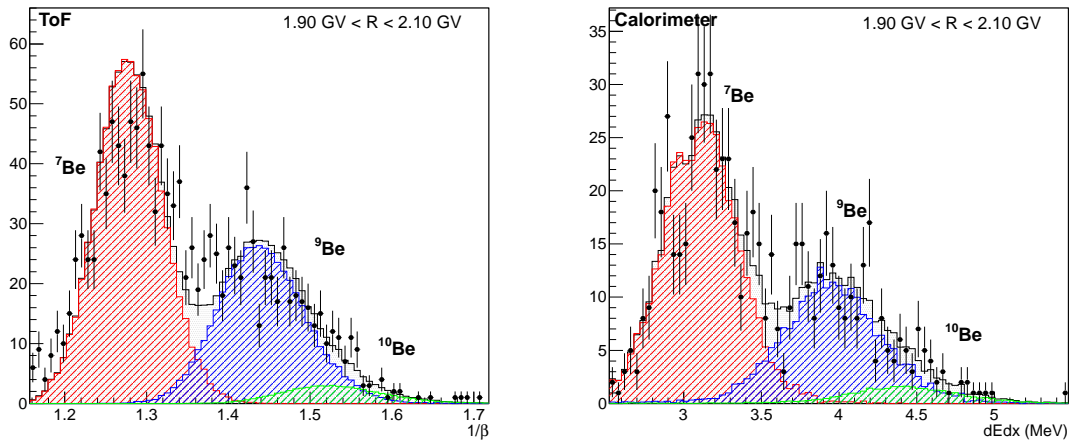 ToF
1.90 GV < R < 2.10 GV
60
50
40
30
20
10
0
⁷Be
⁹Be
¹⁰Be
1.2
1.3
1.4
1.5
1.6
1.7
1/β
Calorimeter
1.90 GV < R < 2.10 GV
35
30
25
20
15
10
5
0
⁷Be
⁹Be
¹⁰Be
3
3.5
4
4.5
5
dEdx (MeV)